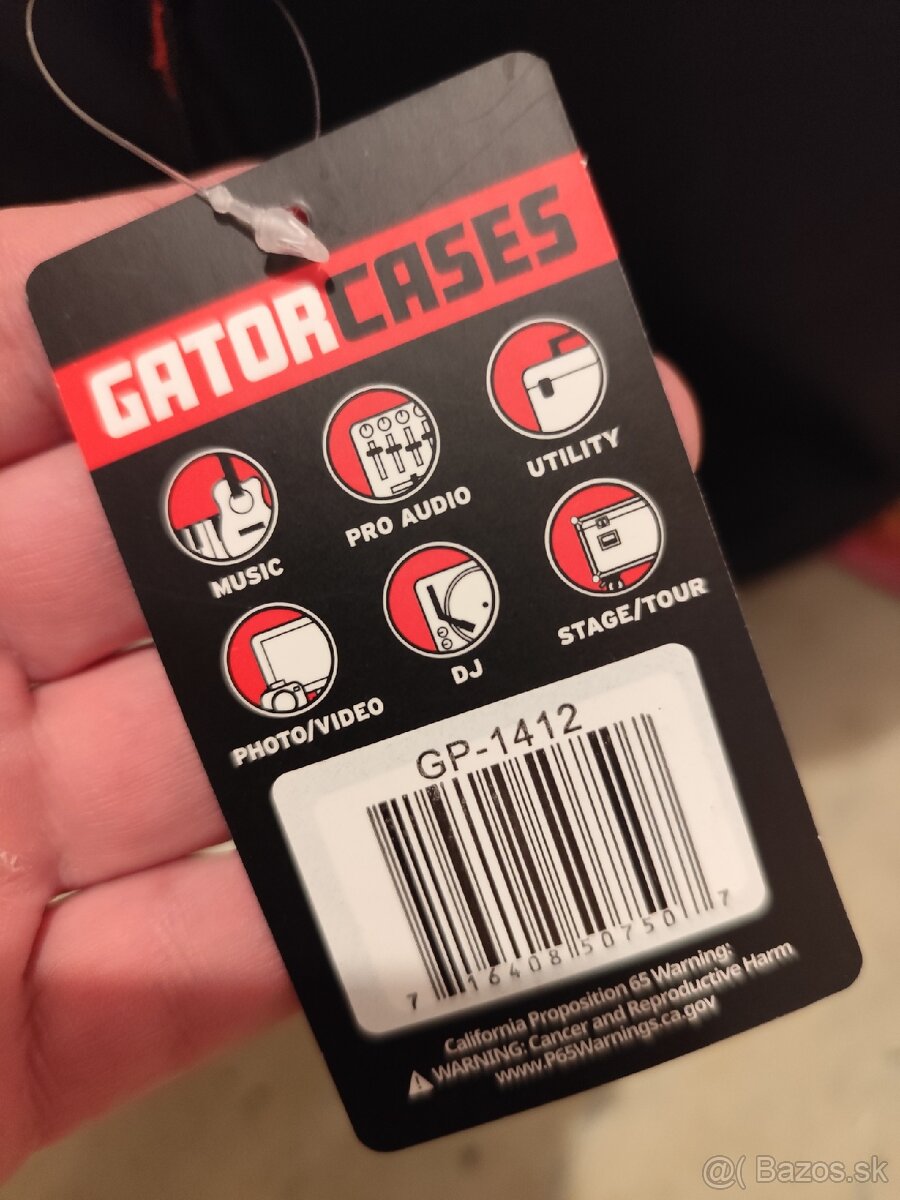 GATORCASES
MUSIC
PRO AUDIO
UTILITY
PHOTO/VIDEO
DJ
STAGE/TOUR
GP-1412
7 16408 50750 7
California Proposition 65 Warning:
WARNING: Cancer and Reproductive Harm
www.P65Warnings.ca.gov
@( Bazos.sk